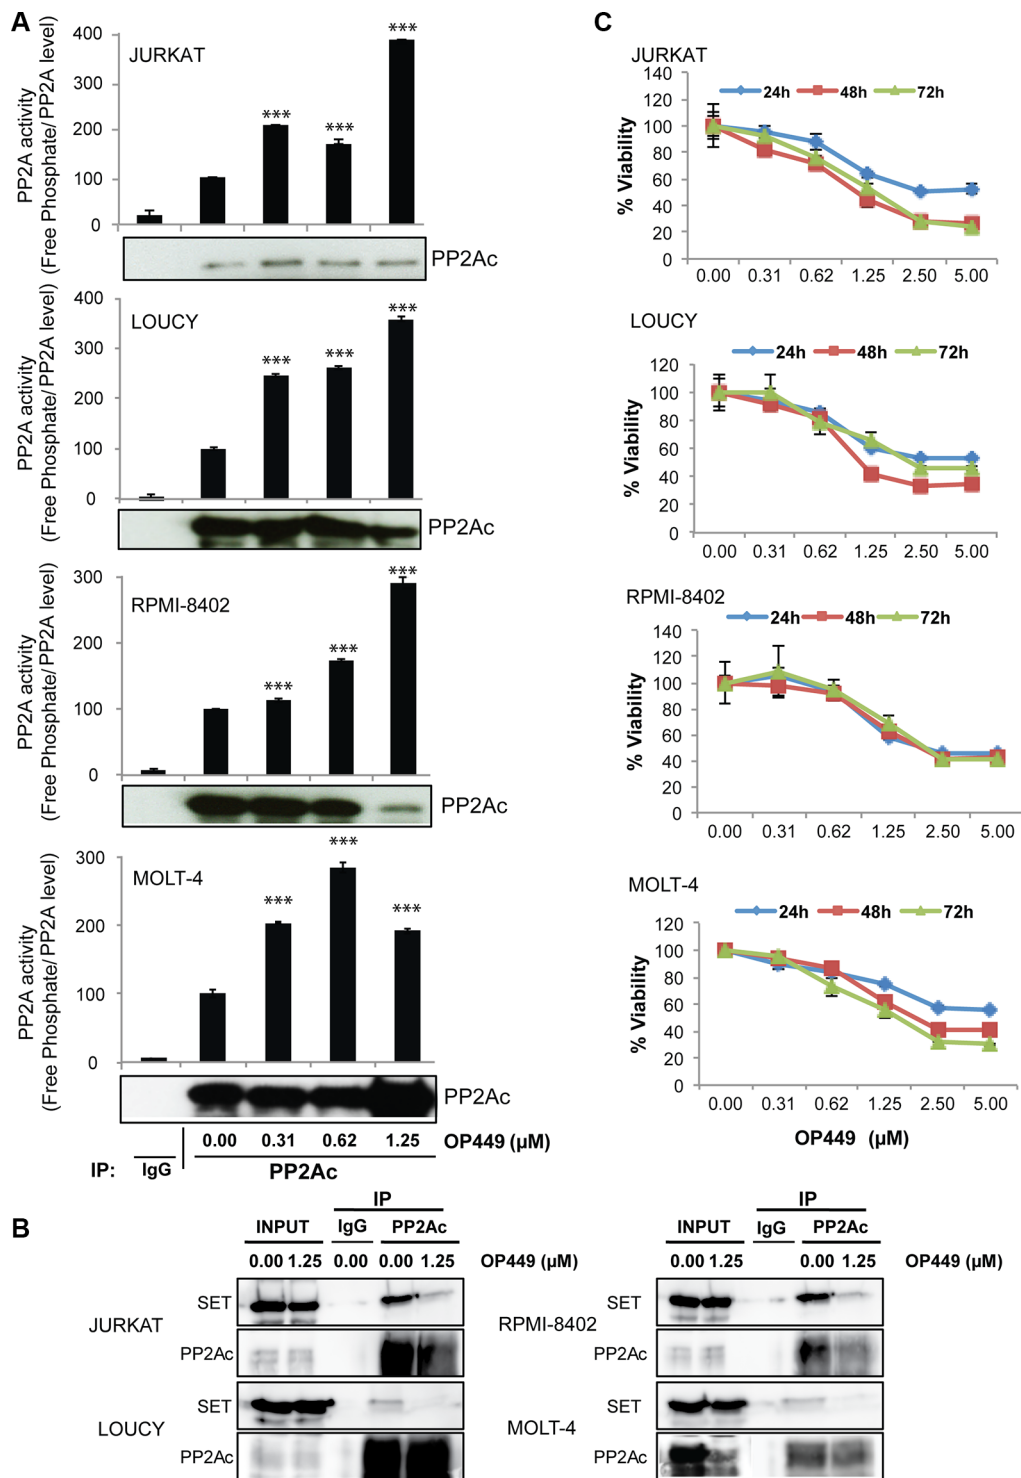 A
JURKAT
PP2A activity
(Free Phosphate/ PP2A level)
400
300
200
100
0
***
***
***
PP2Ac
LOUCY
PP2A activity
(Free Phosphate/ PP2A level)
400
300
200
100
0
***
***
***
PP2Ac
RPMI-8402
PP2A activity
(Free Phosphate/ PP2A level)
300
200
100
0
***
***
***
PP2Ac
MOLT-4
PP2A activity
(Free Phosphate/ PP2A level)
300
200
100
0
***
***
***
PP2Ac
0.00 0.31 0.62 1.25 OP449 (µM)
IP: IgG PP2Ac
C
JURKAT
24h 48h 72h
% Viability
140
120
100
80
60
40
20
0
0.00 0.31 0.62 1.25 2.50 5.00
LOUCY
24h 48h 72h
% Viability
120
100
80
60
40
20
0
0.00 0.31 0.62 1.25 2.50 5.00
RPMI-8402
24h 48h 72h
% Viability
140
120
100
80
60
40
20
0
0.00 0.31 0.62 1.25 2.50 5.00
MOLT-4
24h 48h 72h
% Viability
120
100
80
60
40
20
0
0.00 0.31 0.62 1.25 2.50 5.00
OP449 (µM)
B
IP
INPUT IgG PP2Ac
0.00 1.25 0.00 0.00 1.25 OP449 (µM)
JURKAT
SET
PP2Ac
LOUCY
SET
PP2Ac
IP
INPUT IgG PP2Ac
0.00 1.25 0.00 1.25 OP449 (µM)
RPMI-8402
SET
PP2Ac
MOLT-4
SET
PP2Ac